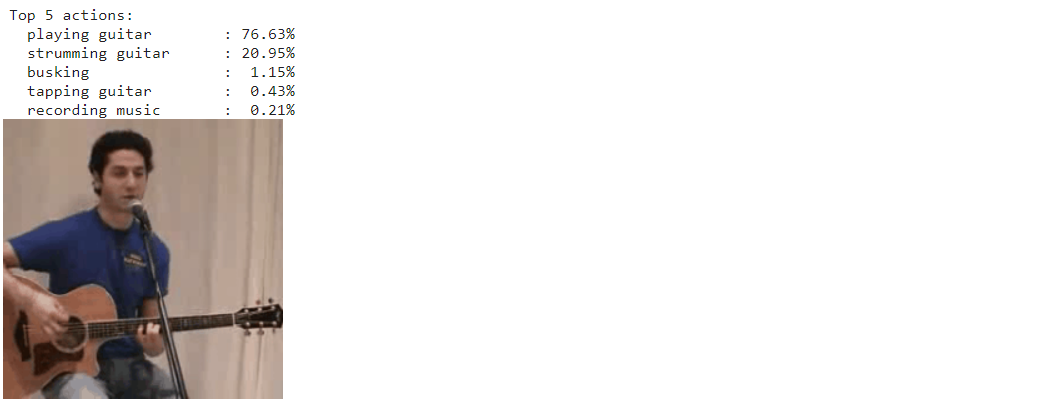 Top 5 actions:
playing guitar : 76.63%
strumming guitar : 20.95%
busking : 1.15%
tapping guitar : 0.43%
recording music : 0.21%